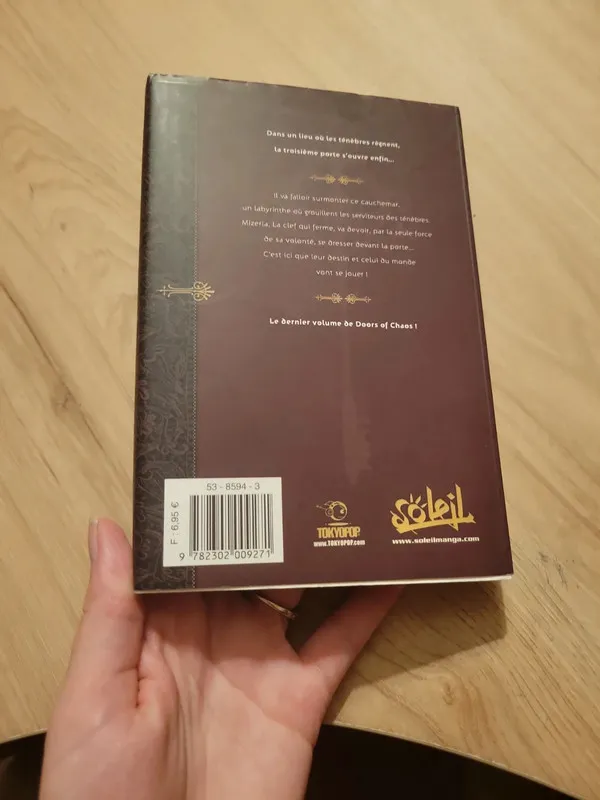 Dans un lieu où les ténèbres règnent,
la troisième porte s'ouvre enfin...
Il va falloir surmonter ce cauchemar,
un labyrinthe où grouillent les serviteurs des ténèbres.
Mizeria, La clef qui ferme, va devoir, par la seule force
de sa volonté, se dresser devant la porte...
C'est ici que leur destin et celui du monde
vont se jouer !
Le dernier volume de Doors of Chaos !
53 - 8594 - 3
F : 6,95 €
9 782302 009271
TOKYOPOP
www.TOKYOPOP.com
SOLEIL
www.soleilmanga.com